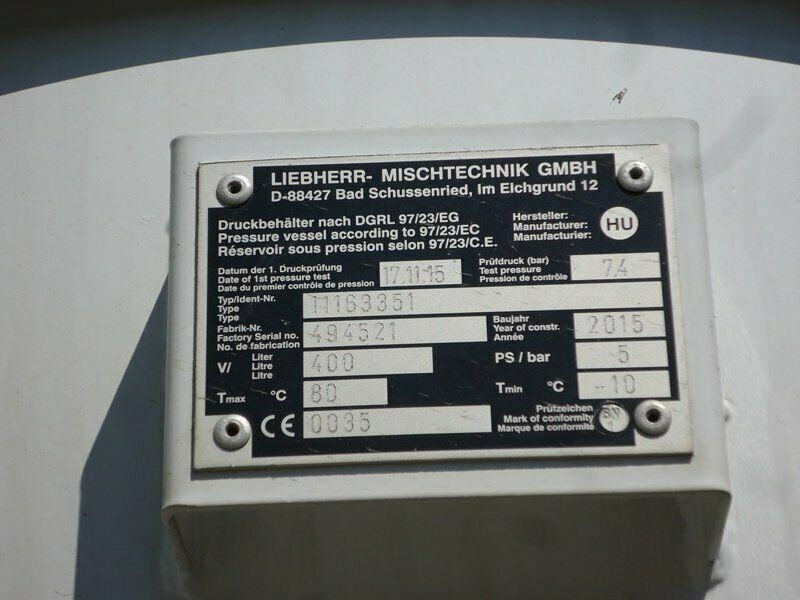 LIEBHERR- MISCHTECHNIK GMBH
D-88427 Bad Schussenried, Im Elchgrund 12
Druckbehälter nach DGRL 97/23/EG
Pressure vessel according to 97/23/EC
Réservoir sous pression selon 97/23/C.E.
Hersteller:
Manufacturer:
Manufacturier:
HU
Datum der 1. Druckprüfung
Date of 1st pressure test
Date du premier contrôle de pression
17.11.15
Prüfdruck (bar)
Test pressure
Pression de contrôle
7.4
Typ/Ident-Nr.
Type
Type
11163351
Fabrik-Nr.
Factory Serial no.
No. de fabrication
494521
Baujahr
Year of constr.
Année
2015
V/
Liter
Litre
Litre
400
PS / bar
5
Tmax °C
80
Tmin °C
-10
CE
0035
Prüfzeichen
Mark of conformity
Marque de conformité